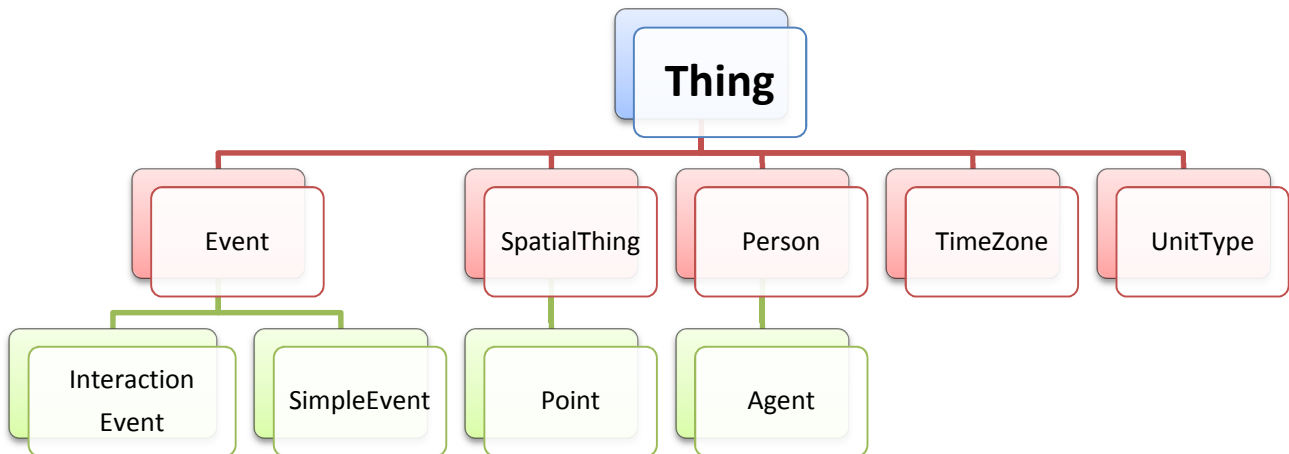 Thing
Event
SpatialThing
Person
TimeZone
UnitType
Interaction
Event
SimpleEvent
Point
Agent